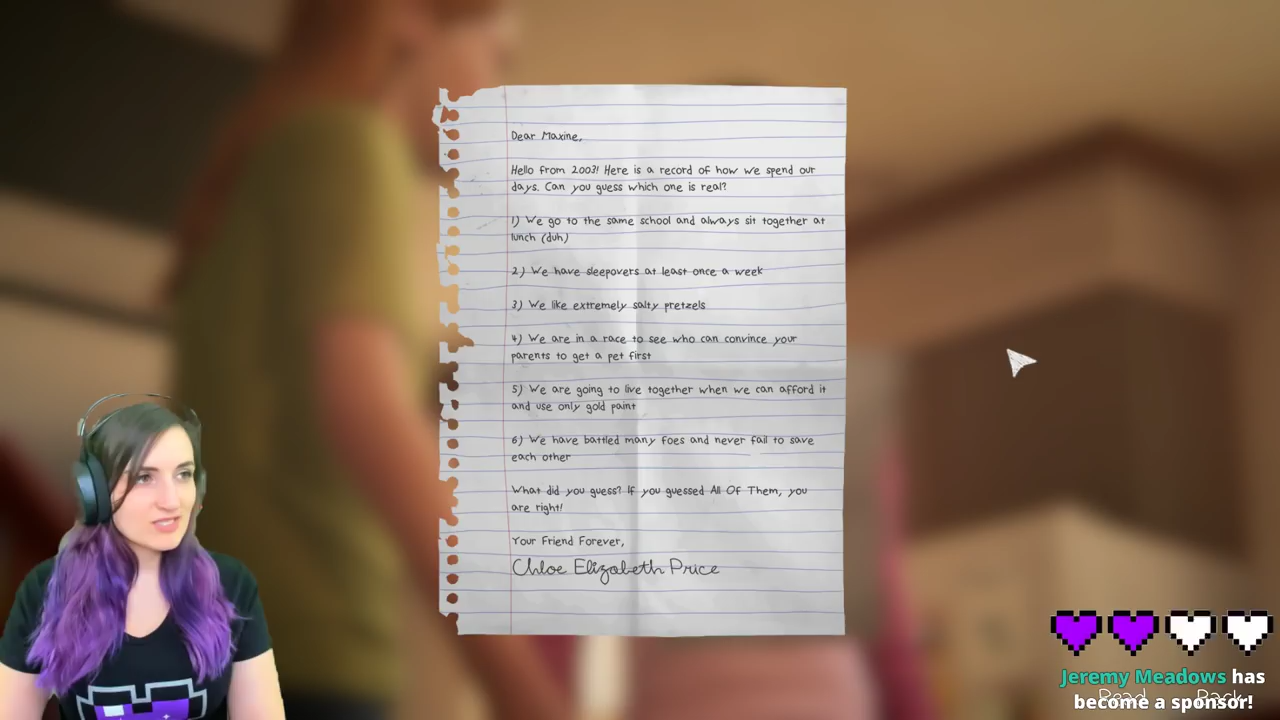 Dear Maxine,
Hello from 2003! Here is a record of how we spend our
days. Can you guess which one is real?
1) We go to the same school and always sit together at
lunch (duh)
2) We have sleepovers at least once a week
3) We like extremely salty pretzels
4) We are in a race to see who can convince your
parents to get a pet first
5) We are going to live together when we can afford it
and use only gold paint
6) We have battled many foes and never fail to save
each other
What did you guess? If you guessed All Of Them, you
are right!
Your Friend Forever,
Chloe Elizabeth Price
Jeremy Meadows has
become a sponsor!
Read Back